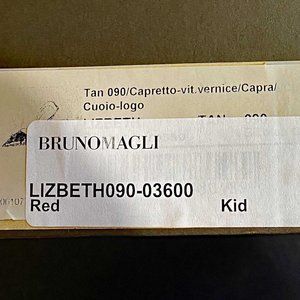 Tan 090/Capretto-vit.vernice/Capra/
Cuoio-logo
BRUNOMAGLI
LIZBETH090-03600
Red Kid